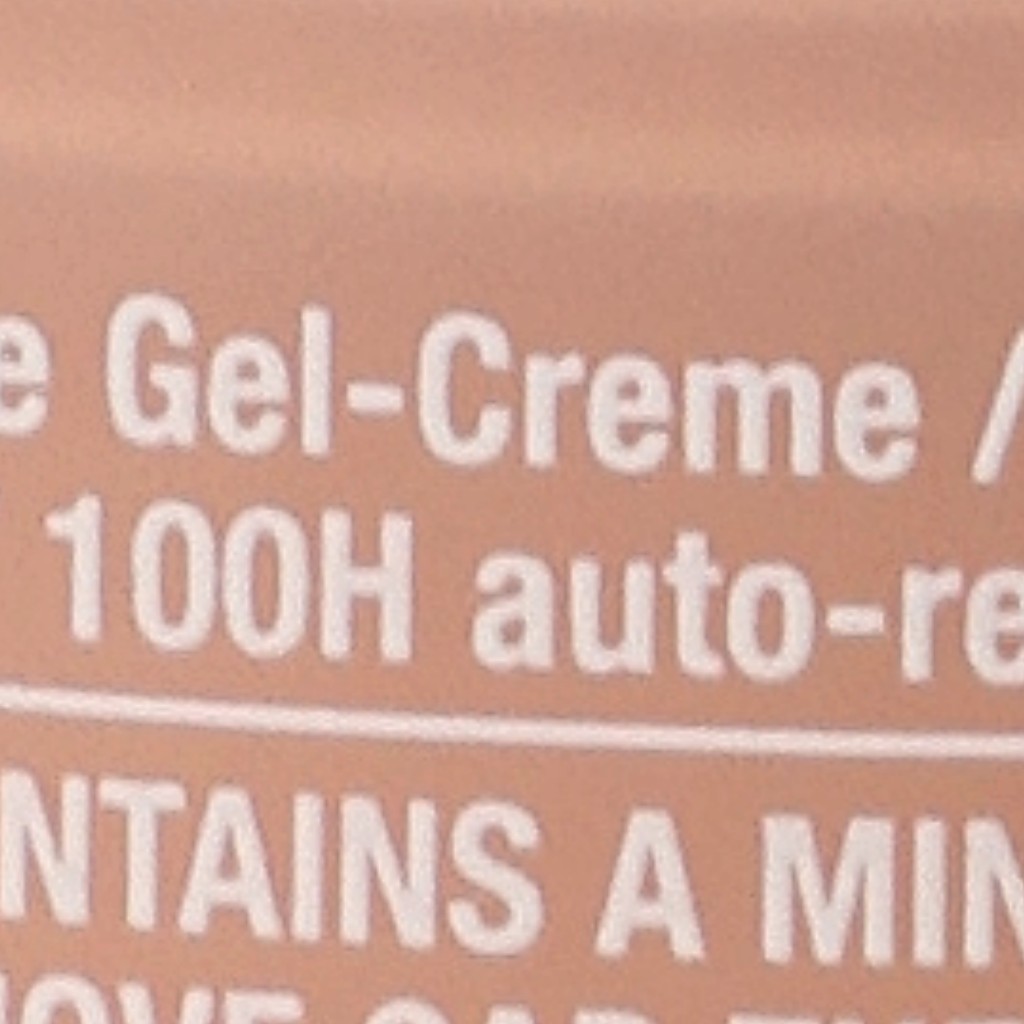 e Gel-Creme /
100H auto-re
NTAINS A MIN